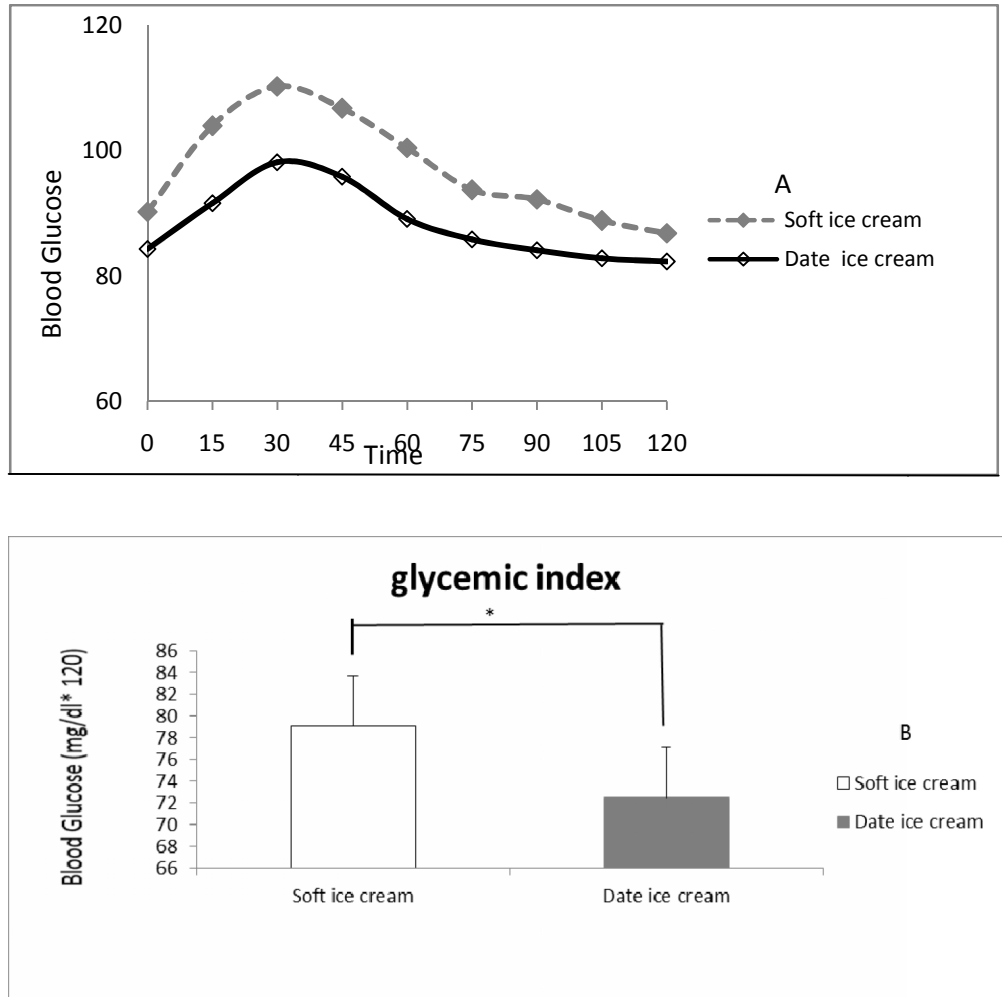 120
100
80
60
Blood Glucose
0 15 30 45 60 75 90 105 120
Time
A
Soft ice cream
Date ice cream
glycemic index
*
Blood Glucose (mg/dl* 120)
86
84
82
80
78
76
74
72
70
68
66
Soft ice cream
Date ice cream
B
Soft ice cream
Date ice cream